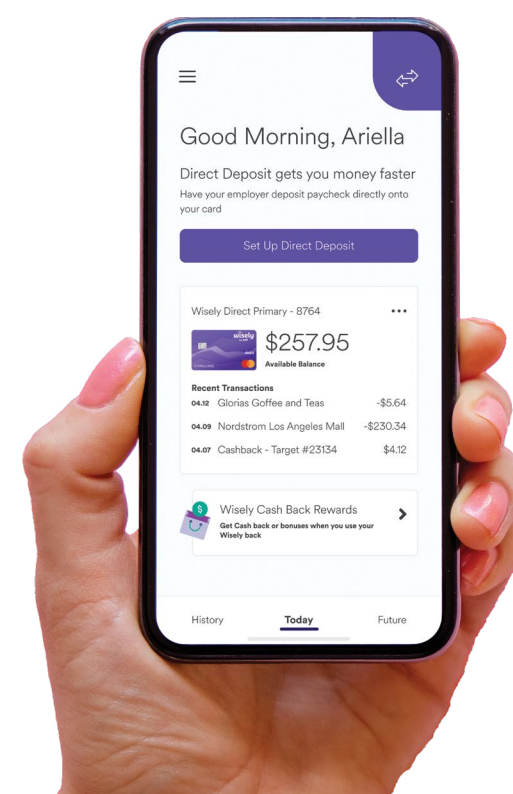 Good Morning, Ariella
Direct Deposit gets you money faster
Have your employer deposit paycheck directly onto
your card
Set Up Direct Deposit
Wisely Direct Primary - 8764
wisely
debit
$257.95
Available Balance
Recent Transactions
04.12 Glorias Goffee and Teas -$5.64
04.09 Nordstrom Los Angeles Mall -$230.34
04.07 Cashback - Target #23134 $4.12
$
Wisely Cash Back Rewards
Get Cash back or bonuses when you use your
Wisely back
History Today Future